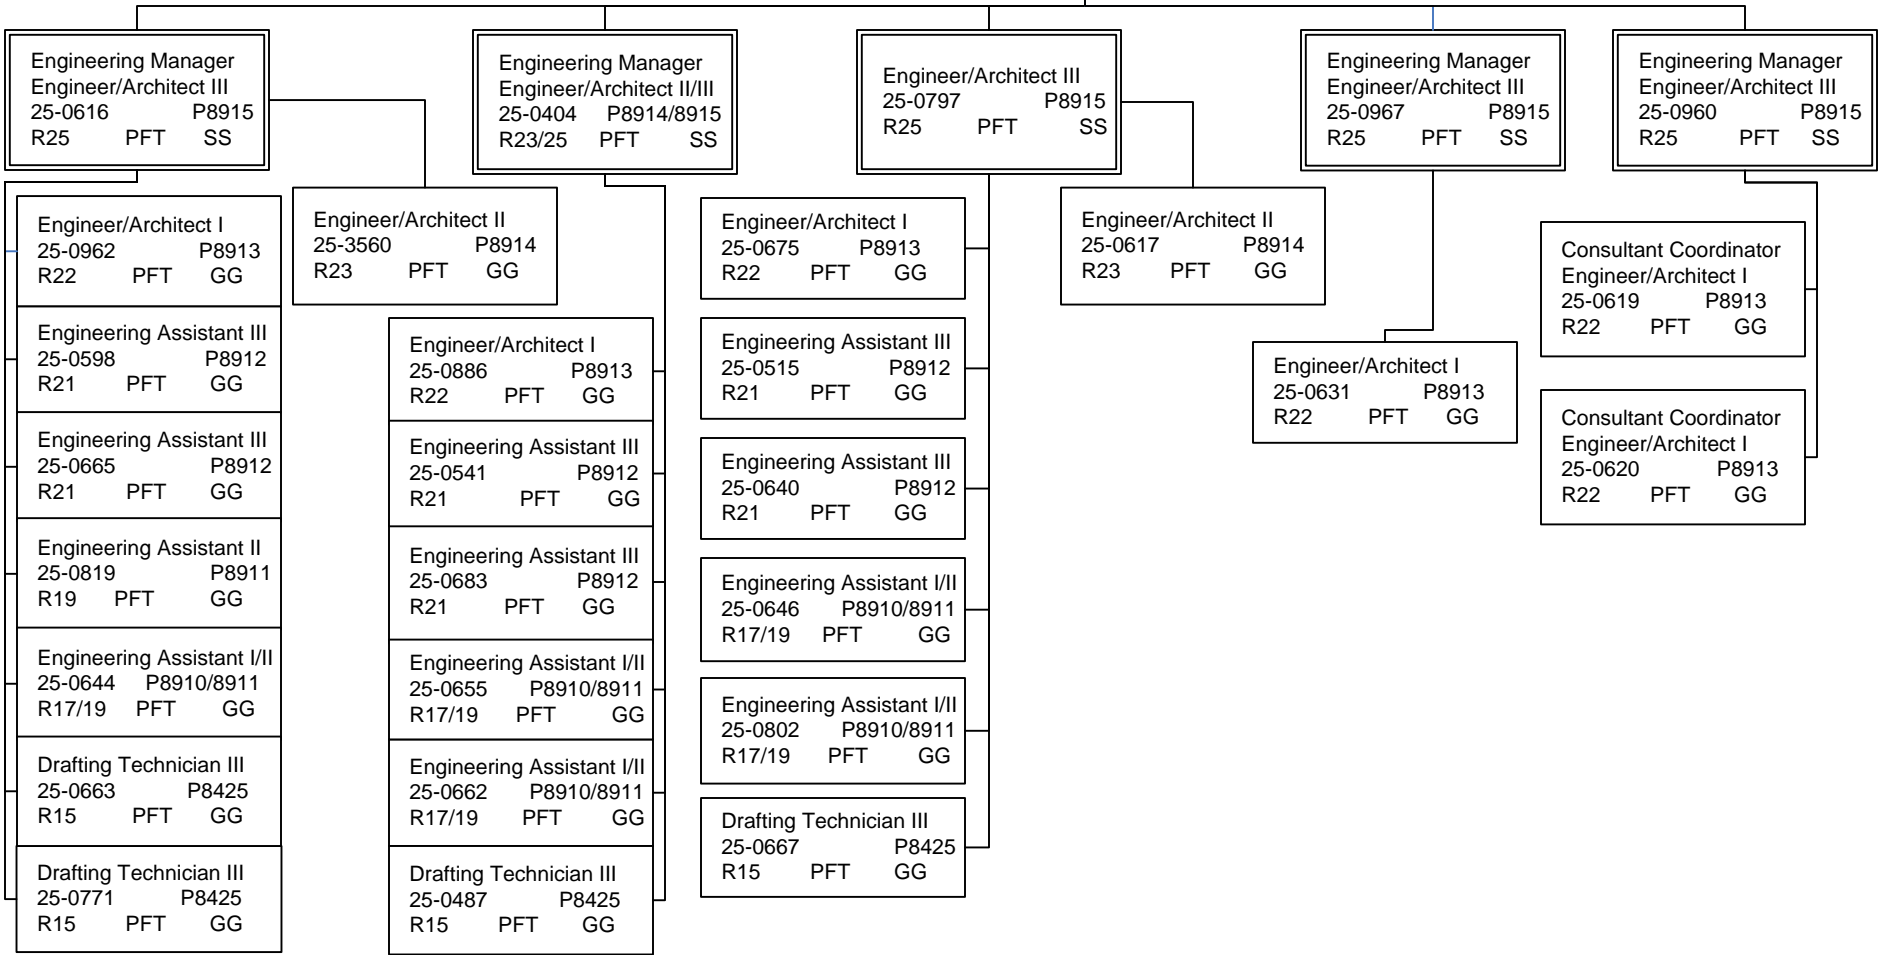 Engineering Manager
Engineer/Architect III
25-0616 P8915
R25 PFT SS
Engineering Manager
Engineer/Architect II/III
25-0404 P8914/8915
R23/25 PFT SS
Engineer/Architect III
25-0797 P8915
R25 PFT SS
Engineering Manager
Engineer/Architect III
25-0967 P8915
R25 PFT SS
Engineering Manager
Engineer/Architect III
25-0960 P8915
R25 PFT SS
Engineer/Architect I
25-0962 P8913
R22 PFT GG
Engineering Assistant III
25-0598 P8912
R21 PFT GG
Engineering Assistant III
25-0665 P8912
R21 PFT GG
Engineering Assistant II
25-0819 P8911
R19 PFT GG
Engineering Assistant I/II
25-0644 P8910/8911
R17/19 PFT GG
Drafting Technician III
25-0663 P8425
R15 PFT GG
Drafting Technician III
25-0771 P8425
R15 PFT GG
Engineer/Architect II
25-3560 P8914
R23 PFT GG
Engineer/Architect I
25-0886 P8913
R22 PFT GG
Engineering Assistant III
25-0541 P8912
R21 PFT GG
Engineering Assistant III
25-0683 P8912
R21 PFT GG
Engineering Assistant I/II
25-0655 P8910/8911
R17/19 PFT GG
Engineering Assistant I/II
25-0662 P8910/8911
R17/19 PFT GG
Drafting Technician III
25-0487 P8425
R15 PFT GG
Engineer/Architect I
25-0675 P8913
R22 PFT GG
Engineering Assistant III
25-0515 P8912
R21 PFT GG
Engineering Assistant III
25-0640 P8912
R21 PFT GG
Engineering Assistant I/II
25-0646 P8910/8911
R17/19 PFT GG
Engineering Assistant I/II
25-0802 P8910/8911
R17/19 PFT GG
Drafting Technician III
25-0667 P8425
R15 PFT GG
Engineer/Architect II
25-0617 P8914
R23 PFT GG
Engineer/Architect I
25-0631 P8913
R22 PFT GG
Consultant Coordinator
Engineer/Architect I
25-0619 P8913
R22 PFT GG
Consultant Coordinator
Engineer/Architect I
25-0620 P8913
R22 PFT GG